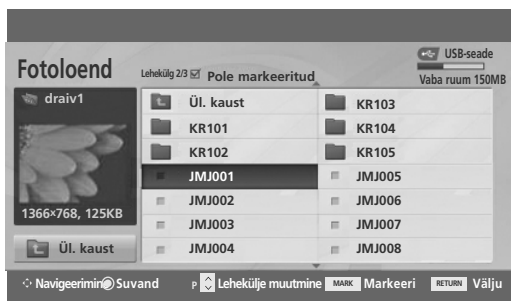 USB-seade
Fotoloend
Lehekülg 2/3
Pole markeeritud
Vaba ruum 150MB
draiv1
Ül. kaust
KR103
KR101
KR104
KR102
KR105
JMJ001
JMJ005
JMJ002
JMJ006
1366×768, 125KB
JMJ003
JMJ007
Ül. kaust
JMJ004
JMJ008
Navigeerimine Suvand P Lehekülje muutmine MARK Markeeri RETURN Välju